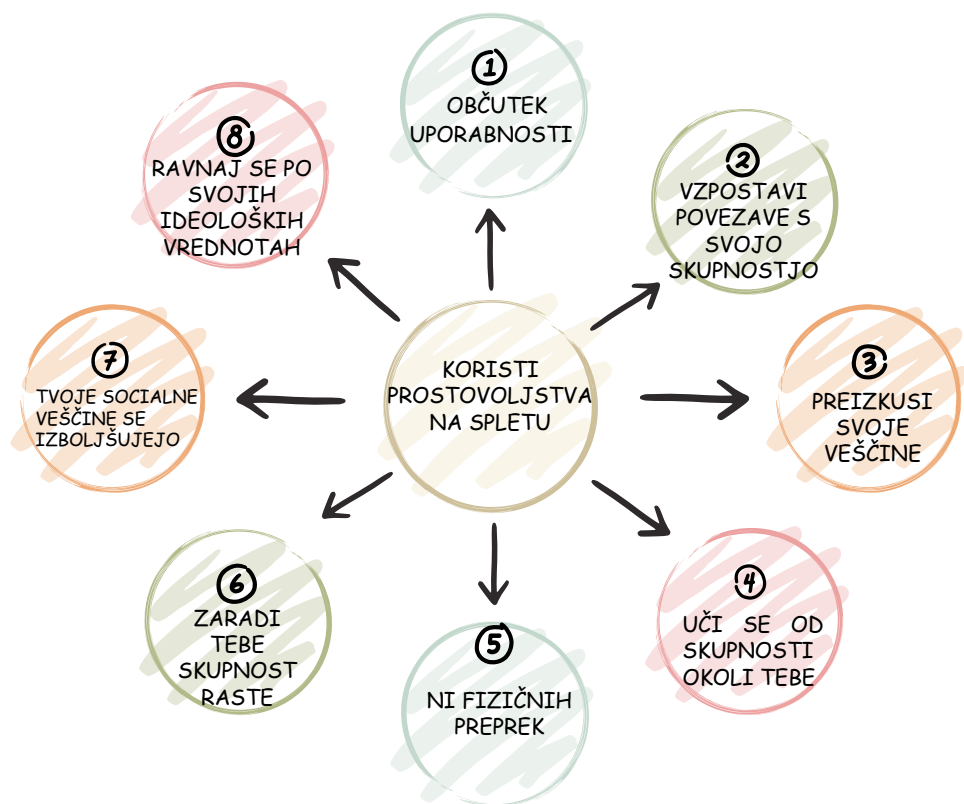 KORISTI
PROSTOVOLJSTVA
NA SPLETU
1
OBČUTEK
UPORABNOSTI
2
VZPOSTAVI
POVEZAVE S
SVOJO
SKUPNOSTJO
3
PREIZKUSI
SVOJE
VEŠČINE
4
UČI SE OD
SKUPNOSTI
OKOLI TEBE
5
NI FIZIČNIH
PREPREK
6
ZARADI
TEBE
SKUPNOST
RASTE
7
TVOJE SOCIALNE
VEŠČINE SE
IZBOLJŠUJEJO
8
RAVNAJ SE PO
SVOJIH
IDEOLOŠKIH
VREDNOTAH